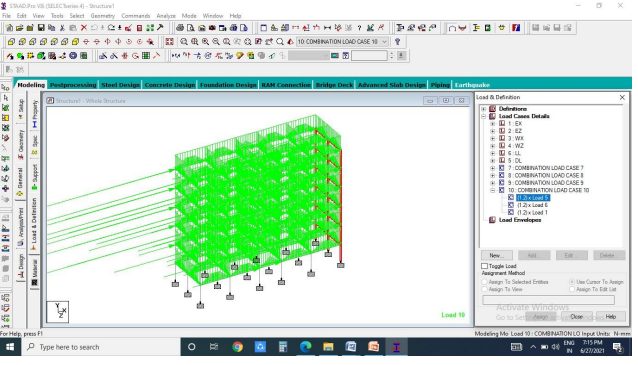 STAAD.Pro V8i (SELECTseries 4) - Structure1
File Edit View Tools Select Geometry Commands Analyze Mode Window Help
10: COMBINATION LOAD CASE 10
Modeling Postprocessing Steel Design Concrete Design Foundation Design RAM Connection Bridge Deck Advanced Slab Design Piping Earthquake
Setup
Property
Geometry
Spec
General
Support
Load & Definition
Analysis/Print
Design
Material
Structure1 - Whole Structure
Y
X
Z
Load 10
Load & Definition
Definitions
Load Cases Details
1 : EX
2 : EZ
3 : WX
4 : WZ
6 : LL
5 : DL
7 : COMBINATION LOAD CASE 7
8 : COMBINATION LOAD CASE 8
9 : COMBINATION LOAD CASE 9
10 : COMBINATION LOAD CASE 10
(1.2) x Load 5
(1.2) x Load 6
(1.2) x Load 1
Load Envelopes
New... Add... Edit... Delete...
Toggle Load
Assignment Method
Assign To Selected Entities Use Cursor To Assign
Assign To View Assign To Edit List
Activate Windows
Assign Close Help
For Help, press F1
Modeling Mo Load 10 : COMBINATION LO Input Units: N-mm
Type here to search
ENG
IN
7:15 PM
6/27/2021